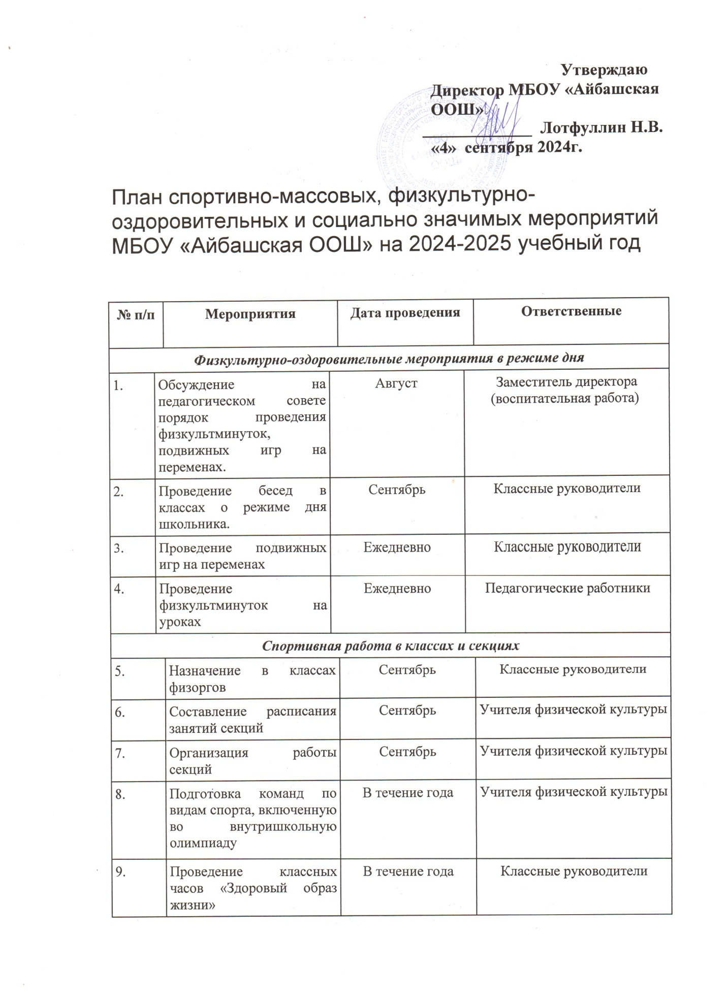 Утверждаю
Директор МБОУ «Айбашская
ООШ»
_____________ Лотфуллин Н.В.
«4» сентября 2024г.
План спортивно-массовых, физкультурно-
оздоровительных и социально значимых мероприятий
МБОУ «Айбашская ООШ» на 2024-2025 учебный год
№ п/п Мероприятия Дата проведения Ответственные
Физкультурно-оздоровительные мероприятия в режиме дня
1. Обсуждение на Август Заместитель директора
педагогическом совете (воспитательная работа)
порядок проведения
физкультминуток,
подвижных игр на
переменах.
2. Проведение бесед в Сентябрь Классные руководители
классах о режиме дня
школьника.
3. Проведение подвижных Ежедневно Классные руководители
игр на переменах
4. Проведение Ежедневно Педагогические работники
физкультминуток на
уроках
Спортивная работа в классах и секциях
5. Назначение в классах Сентябрь Классные руководители
физоргов
6. Составление расписания Сентябрь Учителя физической культуры
занятий секций
7. Организация работы Сентябрь Учителя физической культуры
секций
8. Подготовка команд по В течение года Учителя физической культуры
видам спорта, включенную
во внутришкольную
олимпиаду
9. Проведение классных В течение года Классные руководители
часов «Здоровый образ
жизни»